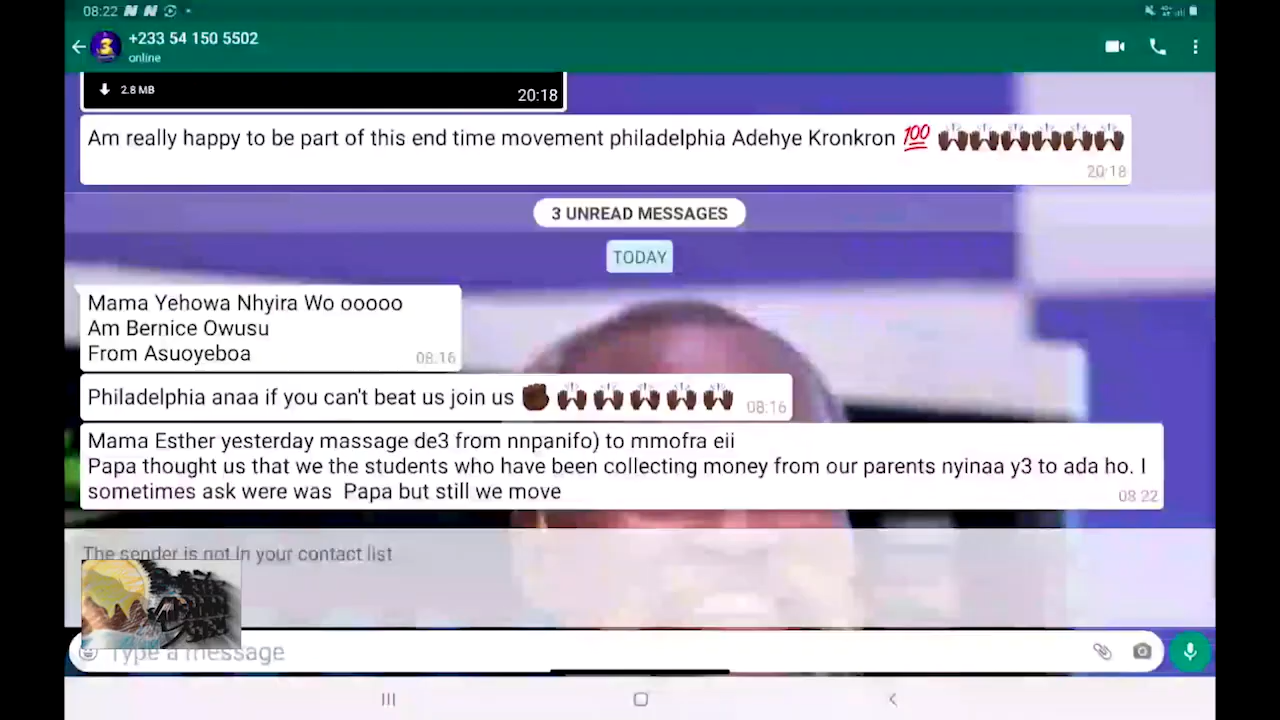 08:22
+233 54 150 5502
online
2.8 MB
20:18
Am really happy to be part of this end time movement philadelphia Adehye Kronkron 💯 🙌🏿🙌🏿🙌🏿🙌🏿🙌🏿🙌🏿
20:18
3 UNREAD MESSAGES
TODAY
Mama Yehowa Nhyira Wo ooooo
Am Bernice Owusu
From Asuoyeboa
08:16
Philadelphia anaa if you can't beat us join us ✊🏿 🙌🏿 🙌🏿 🙌🏿 🙌🏿 🙌🏿
08:16
Mama Esther yesterday massage de3 from nnpanifo) to mmofra eii
Papa thought us that we the students who have been collecting money from our parents nyinaa y3 to ada ho. I
sometimes ask were was Papa but still we move
08:22
The sender is not in your contact list
Type a message